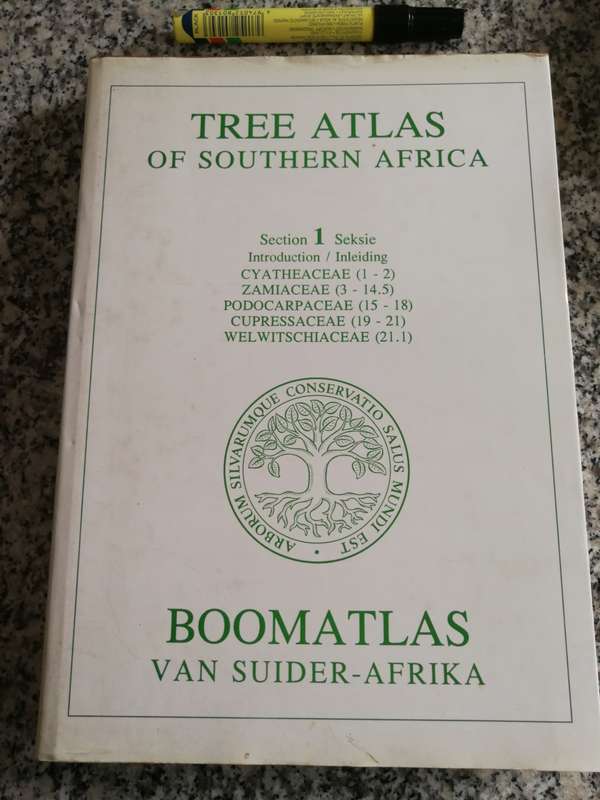 TREE ATLAS
OF SOUTHERN AFRICA
Section 1 Seksie
Introduction / Inleiding
CYATHEACEAE (1 - 2)
ZAMIACEAE (3 - 14.5)
PODOCARPACEAE (15 - 18)
CUPRESSACEAE (19 - 21)
WELWITSCHIACEAE (21.1)
ARBORUM SILVARUMQUE CONSERVATIO SALUS MUNDI EST
BOOMATLAS
VAN SUIDER-AFRIKA